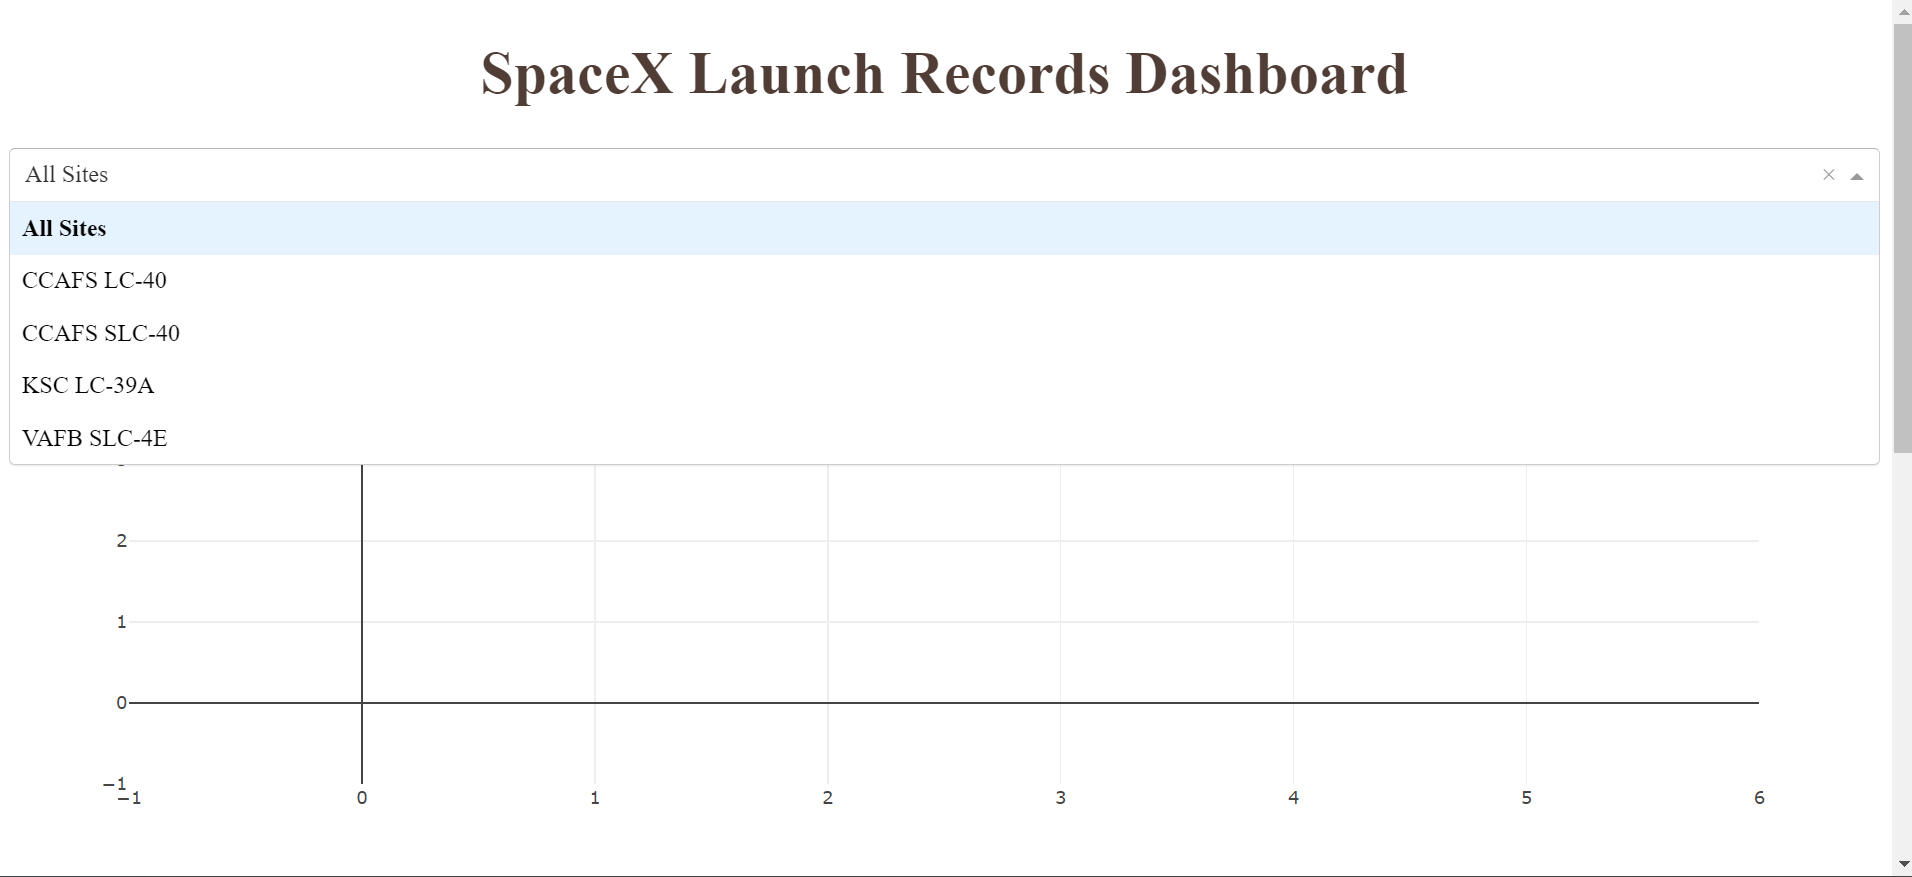 SpaceX Launch Records Dashboard
All Sites
All Sites
CCAFS LC-40
CCAFS SLC-40
KSC LC-39A
VAFB SLC-4E
2
1
0
−1
−1 0 1 2 3 4 5 6